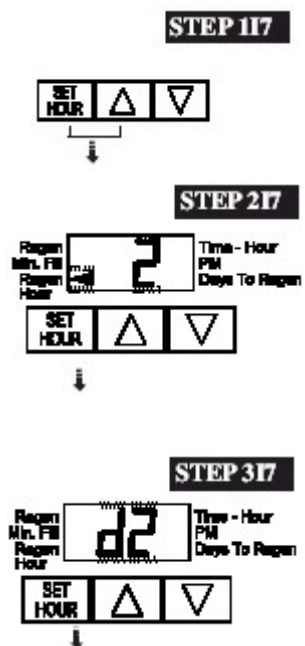 STEP 1I7
SET HOUR
STEP 2I7
Regen
Min. Fill
Regen
Hour
2
Time - Hour
PM
Days To Regen
SET
HOUR
STEP 3I7
Regen
Min. Fill
Regen
Hour
d2
Time - Hour
PM
Days To Regen
SET
HOUR